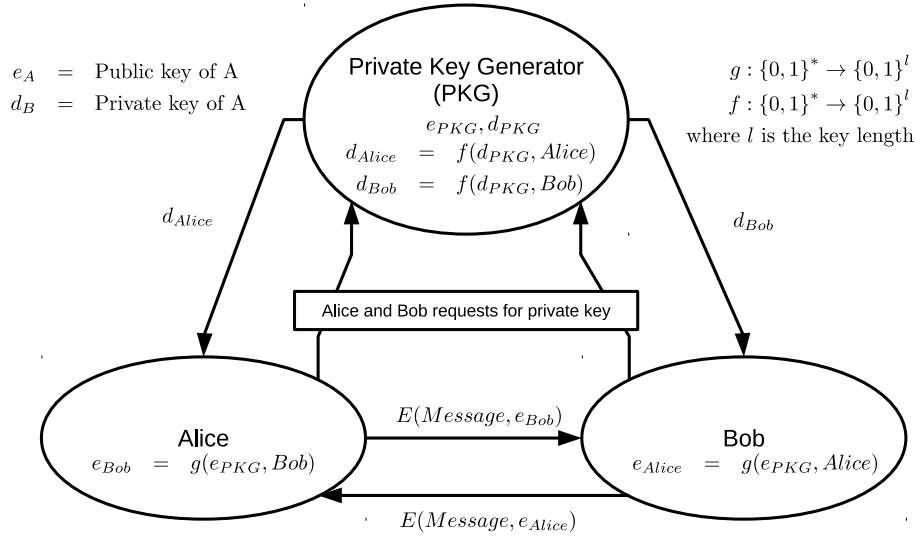 e_A = Public key of A
d_B = Private key of A
Private Key Generator
(PKG)
e_{PKG}, d_{PKG}
d_{Alice} = f(d_{PKG}, Alice)
d_{Bob} = f(d_{PKG}, Bob)
g : {0, 1}^* → {0, 1}^l
f : {0, 1}^* → {0, 1}^l
where l is the key length
d_{Alice}
d_{Bob}
Alice and Bob requests for private key
Alice
e_{Bob} = g(e_{PKG}, Bob)
E(Message, e_{Bob})
Bob
e_{Alice} = g(e_{PKG}, Alice)
E(Message, e_{Alice})